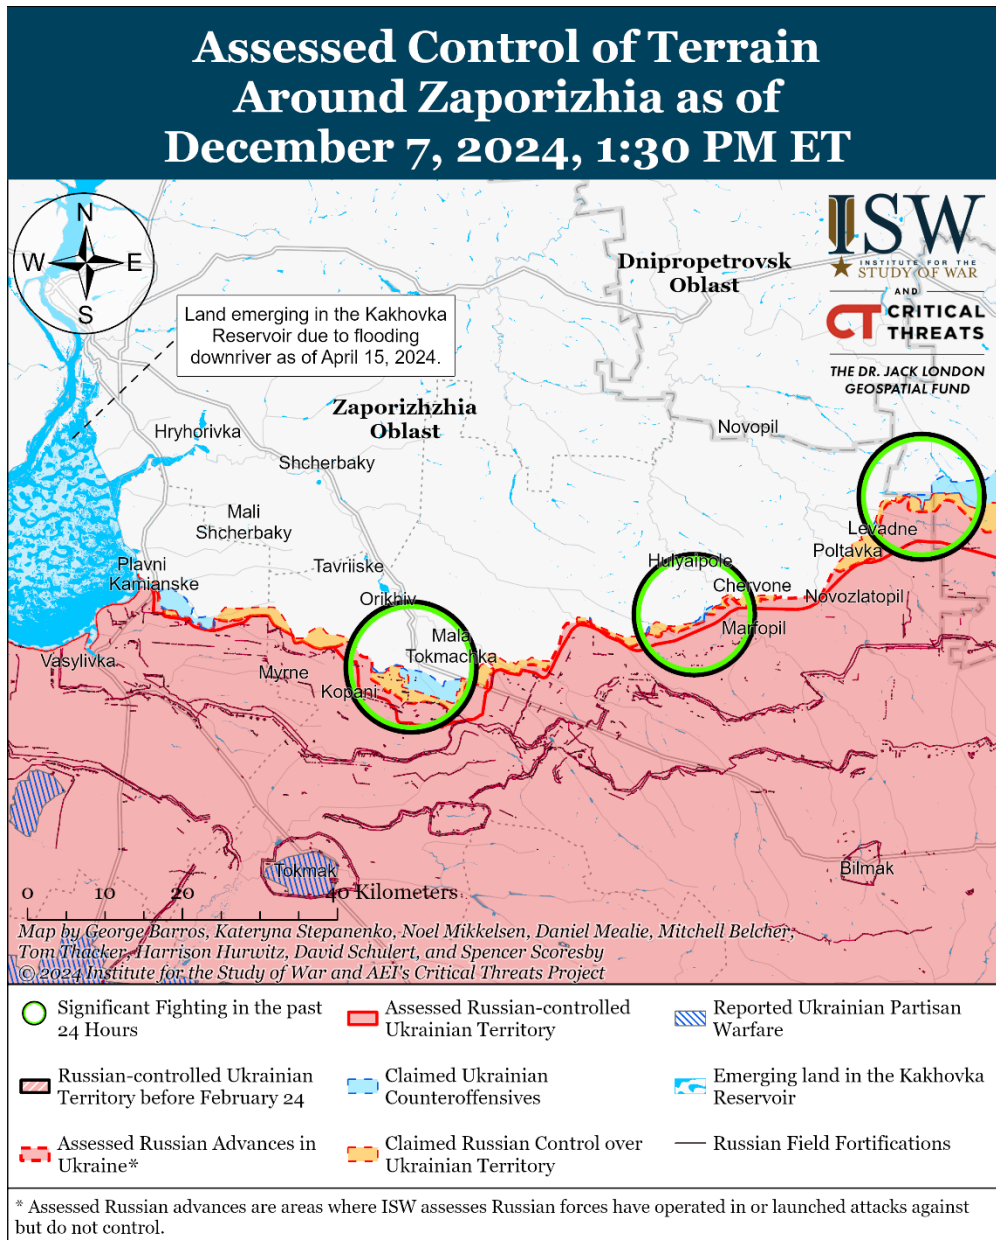 Assessed Control of Terrain
Around Zaporizhia as of
December 7, 2024, 1:30 PM ET
N
W
E
S
ISW
INSTITUTE FOR THE
STUDY OF WAR
AND
CT CRITICAL
THREATS
THE DR. JACK LONDON
GEOSPATIAL FUND
Dnipropetrovsk
Oblast
Land emerging in the Kakhovka
Reservoir due to flooding
downriver as of April 15, 2024.
Zaporizhzhia
Oblast
Hryhorivka
Novopil
Shcherbaky
Mali
Shcherbaky
Levadne
Poltavka
Plavni
Kamianske
Tavriiske
Hulyaipole
Chervone
Orikhiv
Novozlatopil
Mala
Tokmachka
Marfopil
Vasylivka
Myrne
Kopani
Tokmak
Bilmak
0 10 20 40 Kilometers
Map by George Barros, Kateryna Stepanenko, Noel Mikkelsen, Daniel Mealie, Mitchell Belcher,
Tom Thacker, Harrison Hurwitz, David Schulert, and Spencer Scoresby
© 2024 Institute for the Study of War and AEI's Critical Threats Project
Significant Fighting in the past
24 Hours
Assessed Russian-controlled
Ukrainian Territory
Reported Ukrainian Partisan
Warfare
Russian-controlled Ukrainian
Territory before February 24
Claimed Ukrainian
Counteroffensives
Emerging land in the Kakhovka
Reservoir
Assessed Russian Advances in
Ukraine*
Claimed Russian Control over
Ukrainian Territory
Russian Field Fortifications
* Assessed Russian advances are areas where ISW assesses Russian forces have operated in or launched attacks against
but do not control.